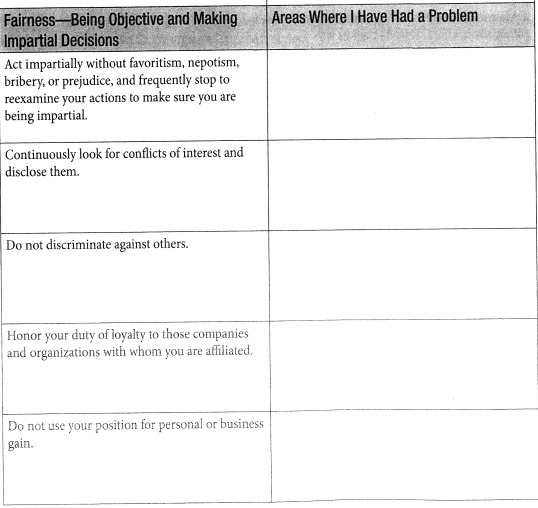 Fairness—Being Objective and Making
Impartial Decisions
Areas Where I Have Had a Problem
Act impartially without favoritism, nepotism,
bribery, or prejudice, and frequently stop to
reexamine your actions to make sure you are
being impartial.
Continuously look for conflicts of interest and
disclose them.
Do not discriminate against others.
Honor your duty of loyalty to those companies
and organizations with whom you are affiliated.
Do not use your position for personal or business
gain.